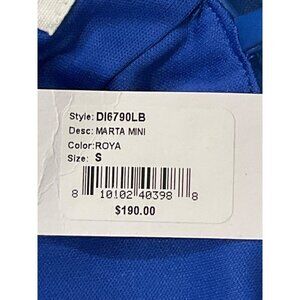 Style: DI6790LB
Desc: MARTA MINI
Color: ROYA
Size: S
8 10102 40398 8
$190.00